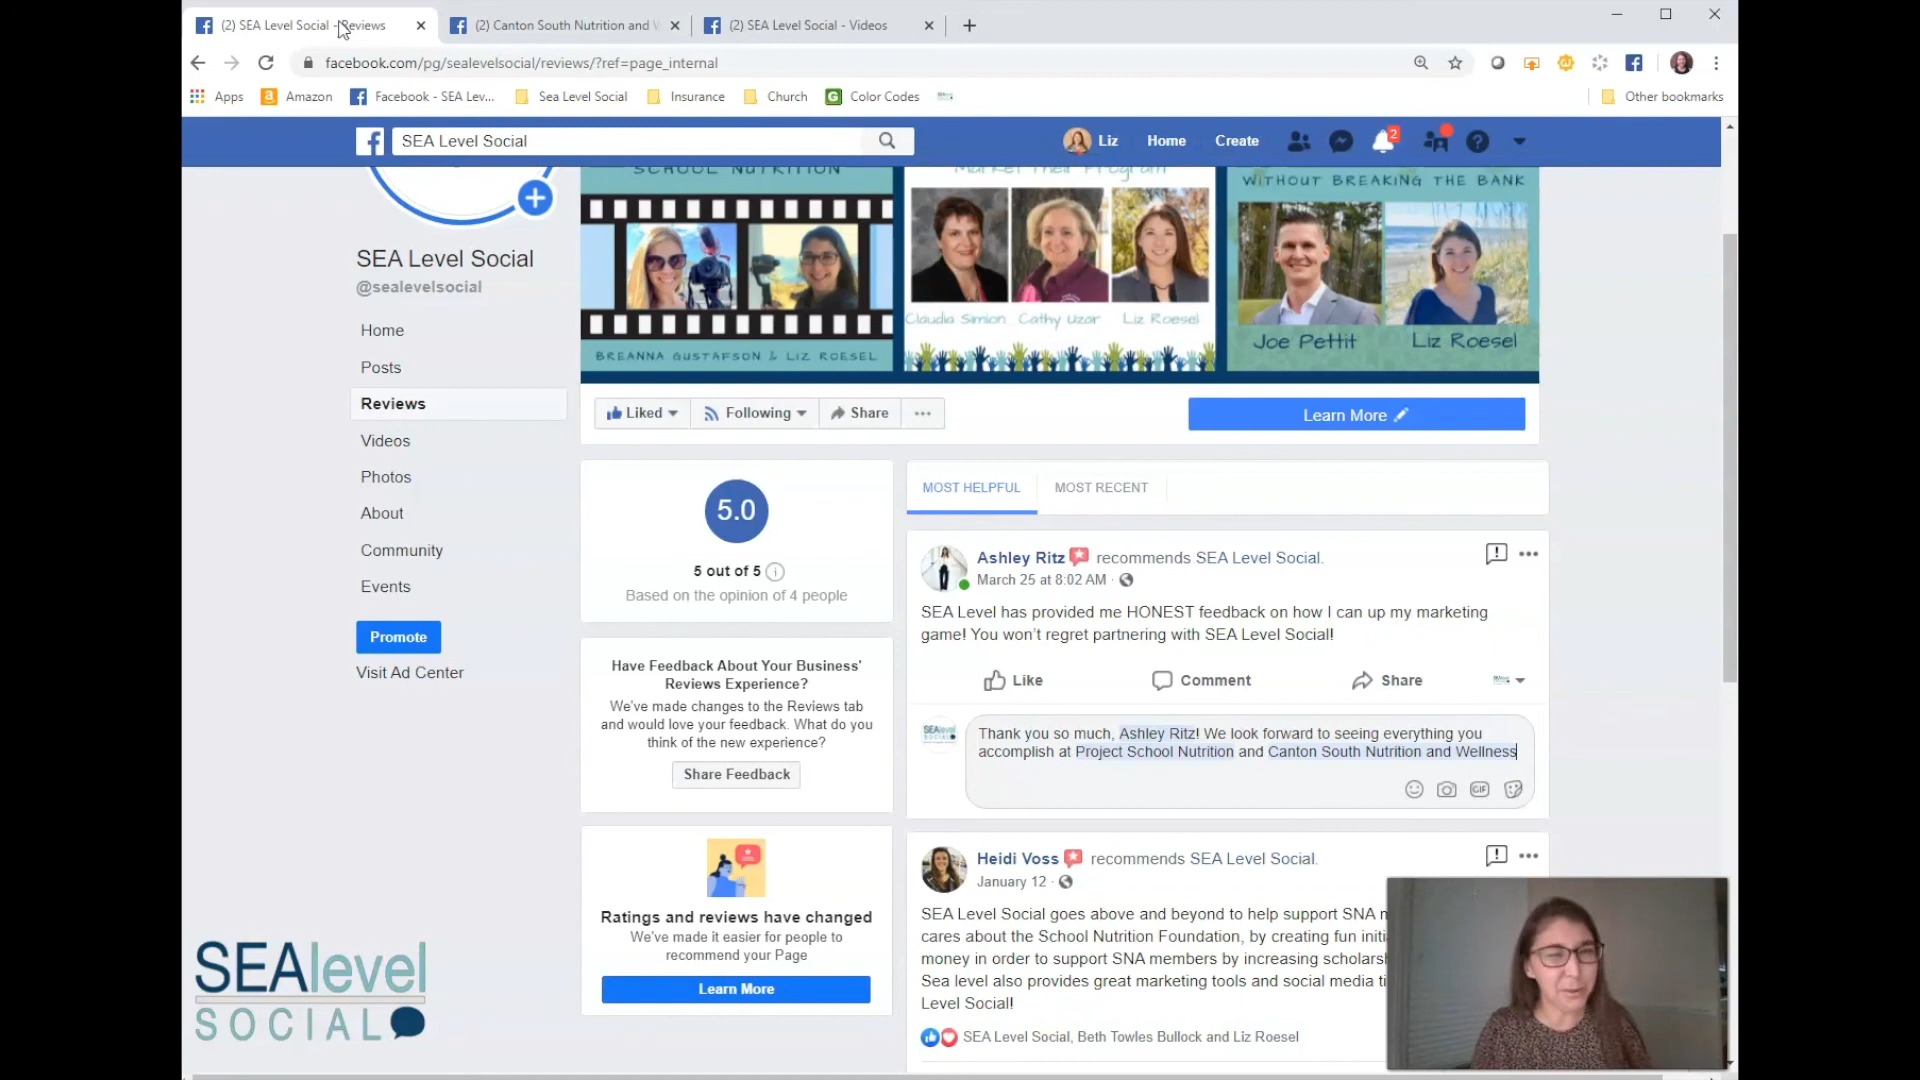 (2) SEA Level Social - Reviews
(2) Canton South Nutrition and
(2) SEA Level Social - Videos
facebook.com/pg/sealevelsocial/reviews/?ref=page_internal
Apps
Amazon
Facebook - SEA Lev...
Sea Level Social
Insurance
Church
Color Codes
Other bookmarks
SEA Level Social
Liz
Home
Create
2
SCHOOL NUTRITION
Market Their Program
WITHOUT BREAKING THE BANK
BREANNA GUSTAFSON & LIZ ROESEL
Claudia Simion Cathy Uzar Liz Roesel
Joe Pettit Liz Roesel
SEA Level Social
@sealevelsocial
Home
Posts
Reviews
Videos
Photos
About
Community
Events
Promote
Visit Ad Center
Liked
Following
Share
Learn More
5.0
5 out of 5
Based on the opinion of 4 people
Have Feedback About Your Business'
Reviews Experience?
We've made changes to the Reviews tab
and would love your feedback. What do you
think of the new experience?
Share Feedback
Ratings and reviews have changed
We've made it easier for people to
recommend your Page
Learn More
MOST HELPFUL
MOST RECENT
Ashley Ritz recommends SEA Level Social.
March 25 at 8:02 AM ·
SEA Level has provided me HONEST feedback on how I can up my marketing
game! You won't regret partnering with SEA Level Social!
Like
Comment
Share
SEAlevel
SOCIAL
Thank you so much, Ashley Ritz! We look forward to seeing everything you
accomplish at Project School Nutrition and Canton South Nutrition and Wellness
GIF
Heidi Voss recommends SEA Level Social.
January 12 ·
SEA Level Social goes above and beyond to help support SNA
cares about the School Nutrition Foundation, by creating fun
money in order to support SNA members by increasing
Sea level also provides great marketing tools and social media
Level Social!
SEA Level Social, Beth Towles Bullock and Liz Roesel
SEAlevel
SOCIAL